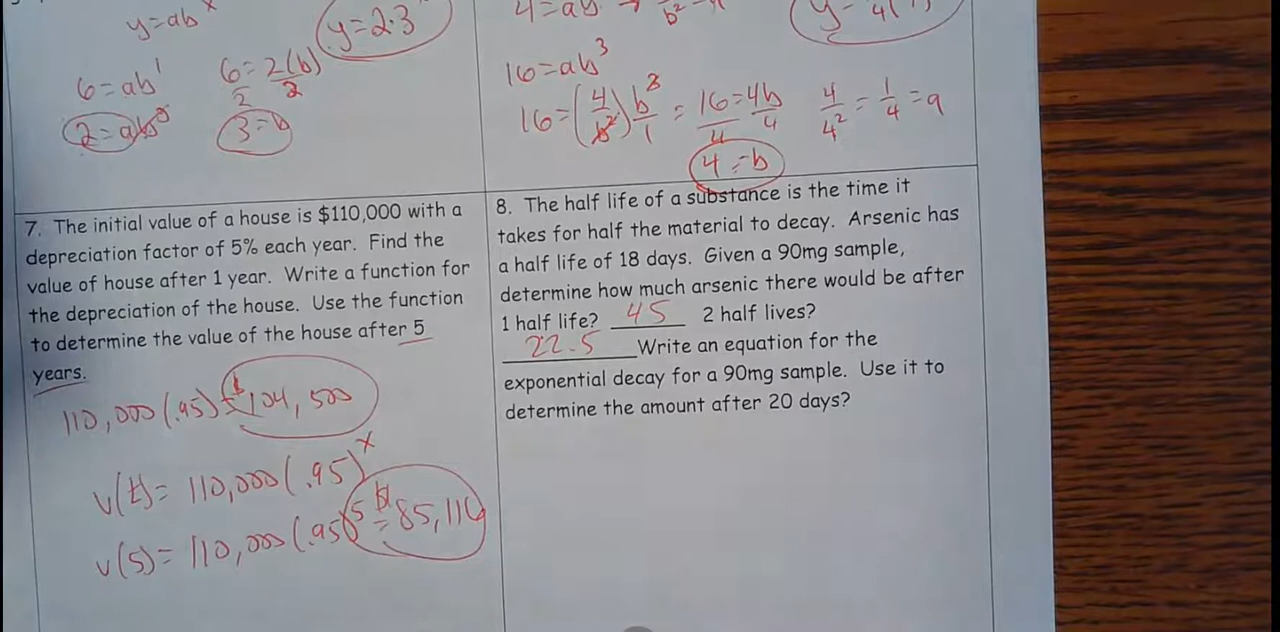 y=ab^x
y=2·3
6=ab^1
6=2(b)
2 2
2=ab^0
3=b
4=ab
16=ab^3
16=(4/b^2) b^3/1 = 16=4b
4 4
4/4^2 = 1/4 = a
4=b
7. The initial value of a house is $110,000 with a
depreciation factor of 5% each year. Find the
value of house after 1 year. Write a function for
the depreciation of the house. Use the function
to determine the value of the house after 5
years.
110,000(.95)=$104,500
v(t)= 110,000(.95)^x
v(5)= 110,000(.95)^5 = $85,116
8. The half life of a substance is the time it
takes for half the material to decay. Arsenic has
a half life of 18 days. Given a 90mg sample,
determine how much arsenic there would be after
1 half life? 45 2 half lives?
22.5 Write an equation for the
exponential decay for a 90mg sample. Use it to
determine the amount after 20 days?